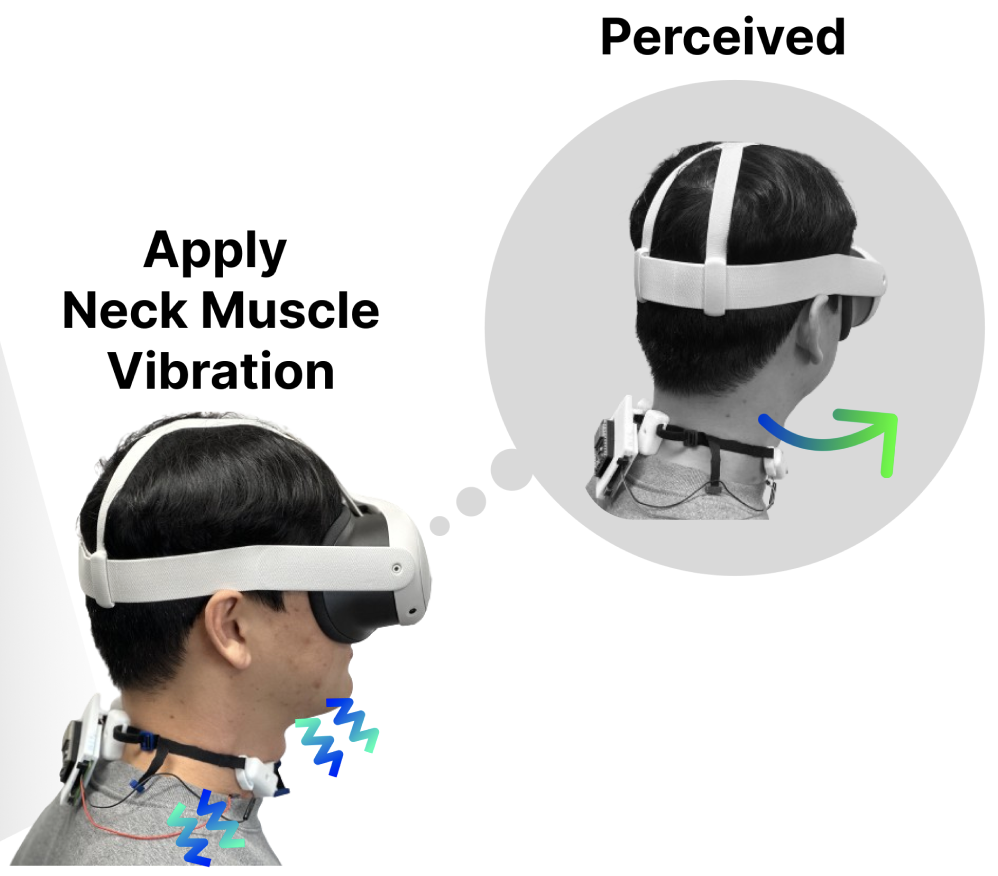 Perceived
Apply
Neck Muscle
Vibration